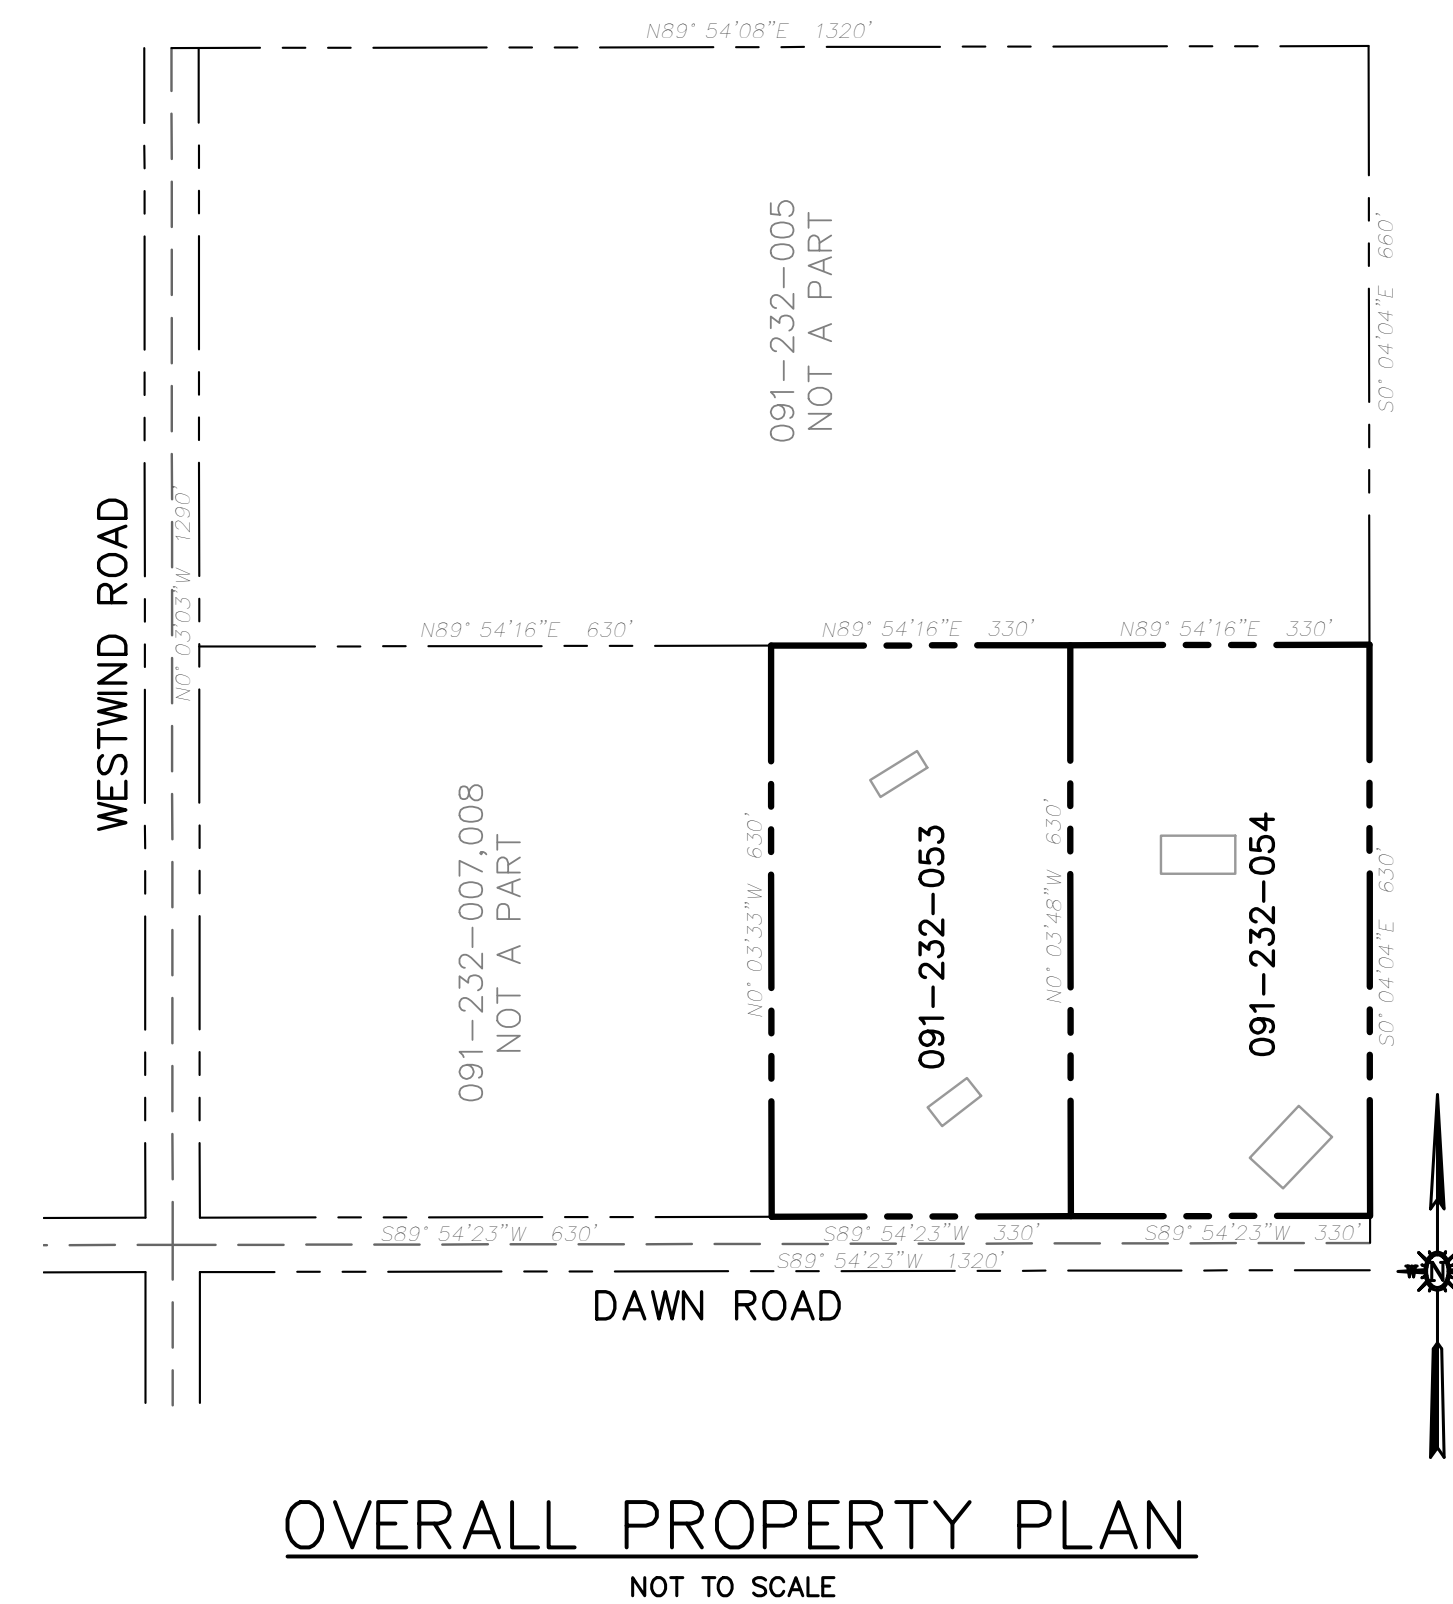 N89° 54'08"E 1320'
091-232-005
NOT A PART
S0° 04'04"E 660'
WESTWIND ROAD
N0° 03'03"W 1290'
N89° 54'16"E 630'
N89° 54'16"E 330'
N89° 54'16"E 330'
091-232-007,008
NOT A PART
N0° 03'33"W 630'
091-232-053
N0° 03'48"W 630'
091-232-054
S0° 04'04"E 630'
S89° 54'23"W 630'
S89° 54'23"W 330'
S89° 54'23"W 330'
S89° 54'23"W 1320'
DAWN ROAD
W N
OVERALL PROPERTY PLAN
NOT TO SCALE